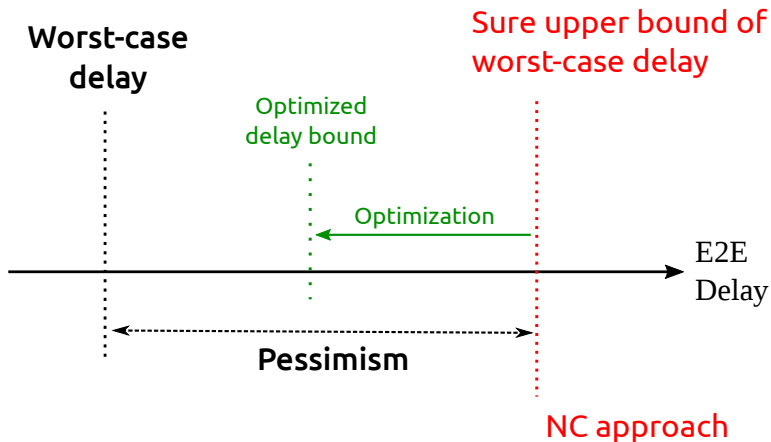 Worst-case
delay
Sure upper bound of
worst-case delay
Optimized
delay bound
Optimization
E2E
Delay
Pessimism
NC approach